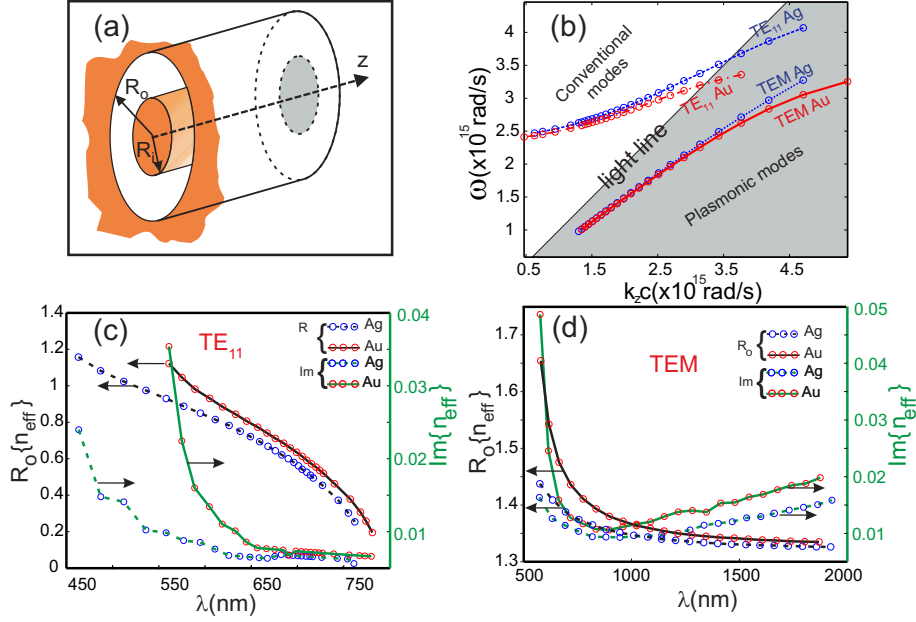 (a)
z
Ro
Ri
(b)
ω(x10¹⁵ rad/s)
4
3.5
3
2.5
2
1.5
1
0.5
1.5
2.5
3.5
4.5
kzc(x10¹⁵ rad/s)
Conventional
modes
light line
Plasmonic modes
TE11 Ag
TE11 Au
TEM Ag
TEM Au
(c)
TE11
Ro{neff}
1.4
1.2
1
0.8
0.6
0.4
0.2
0
450
550
650
750
λ(nm)
0.04
0.03
0.015
0.01
0
Im{neff}
R
Ag
Au
Im
Ag
Au
(d)
TEM
Ro{neff}
1.7
1.6
1.5
1.4
1.3
500
1000
1500
2000
λ(nm)
0.05
0.04
0.03
0.02
0.01
0
Im{neff}
Ro
Ag
Au
Im
Ag
Au